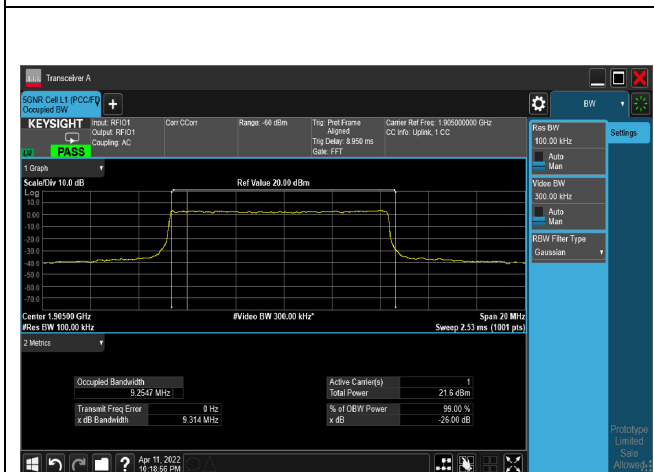 Transceiver A
5GNR Cell L1 (PCC/FD
Occupied BW
+
BW
KEYSIGHT
Input: RFIO1
Output: RFIO1
Coupling: AC
Corr CCorr
Range: -60 dBm
Trig: Prot Frame
Aligned
Trig Delay: 8.950 ms
Gate: FFT
Carrier Ref Freq: 1.905000000 GHz
CC Info: Uplink, 1 CC
PASS
Res BW
100.00 kHz
Auto
Man
Settings
1 Graph
Scale/Div 10.0 dB
Ref Value 20.00 dBm
Log
10.0
0.00
-10.0
-20.0
-30.0
-40.0
-50.0
-60.0
-70.0
Video BW
300.00 kHz
Auto
Man
RBW Filter Type
Gaussian
Center 1.90500 GHz
#Video BW 300.00 kHz*
Span 20 MHz
#Res BW 100.00 kHz
Sweep 2.53 ms (1001 pts)
2 Metrics
Occupied Bandwidth
9.2547 MHz
Active Carrier(s) 1
Total Power 21.6 dBm
Transmit Freq Error 0 Hz
x dB Bandwidth 9.314 MHz
% of OBW Power 99.00 %
x dB -26.00 dB
Prototype
Limited
Sale
Allowed
?
Apr 11, 2022
10:18:56 PM